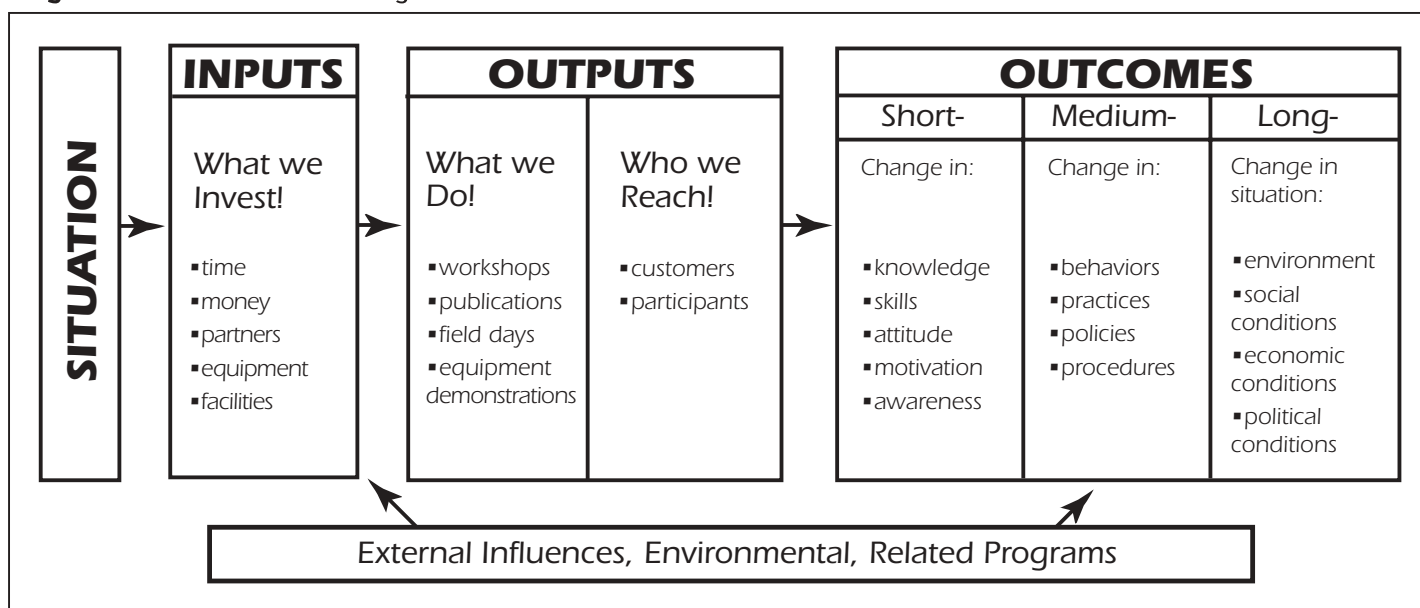 SITUATION
INPUTS
What we
Invest!
▪time
▪money
▪partners
▪equipment
▪facilities
OUTPUTS
What we
Do!
▪workshops
▪publications
▪field days
▪equipment
demonstrations
Who we
Reach!
▪customers
▪participants
OUTCOMES
Short-
Change in:
▪knowledge
▪skills
▪attitude
▪motivation
▪awareness
Medium-
Change in:
▪behaviors
▪practices
▪policies
▪procedures
Long-
Change in
situation:
▪environment
▪social
conditions
▪economic
conditions
▪political
conditions
External Influences, Environmental, Related Programs